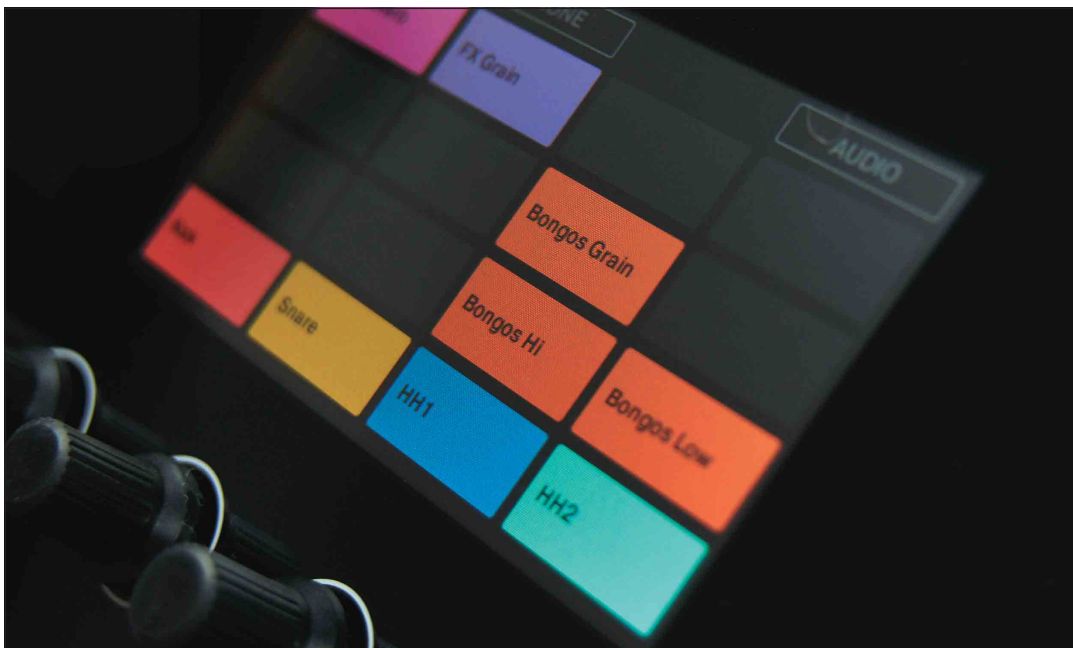 FX Grain
AUDIO
Bongos Grain
Bongos Hi
Bongos Low
Snare
HH1
HH2